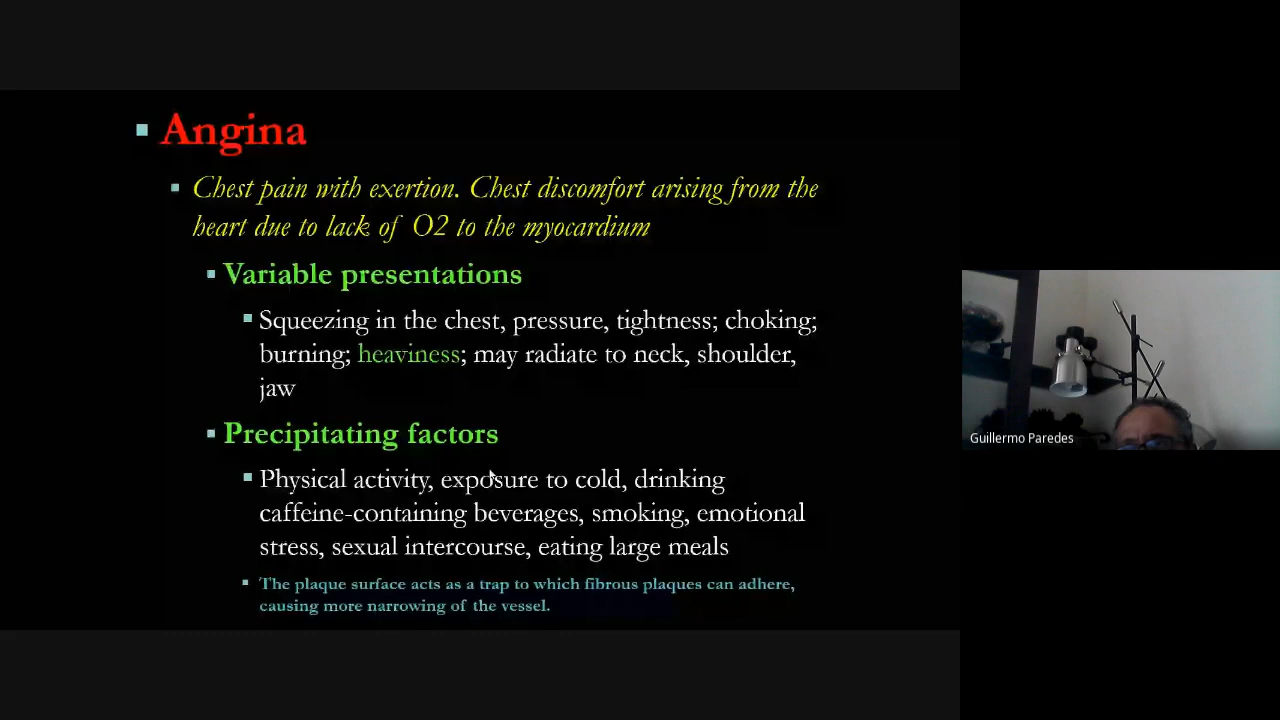 Angina
Chest pain with exertion. Chest discomfort arising from the
heart due to lack of O2 to the myocardium
Variable presentations
Squeezing in the chest, pressure, tightness; choking;
burning; heaviness; may radiate to neck, shoulder,
jaw
Precipitating factors
Physical activity, exposure to cold, drinking
caffeine-containing beverages, smoking, emotional
stress, sexual intercourse, eating large meals
The plaque surface acts as a trap to which fibrous plaques can adhere,
causing more narrowing of the vessel.
Guillermo Paredes